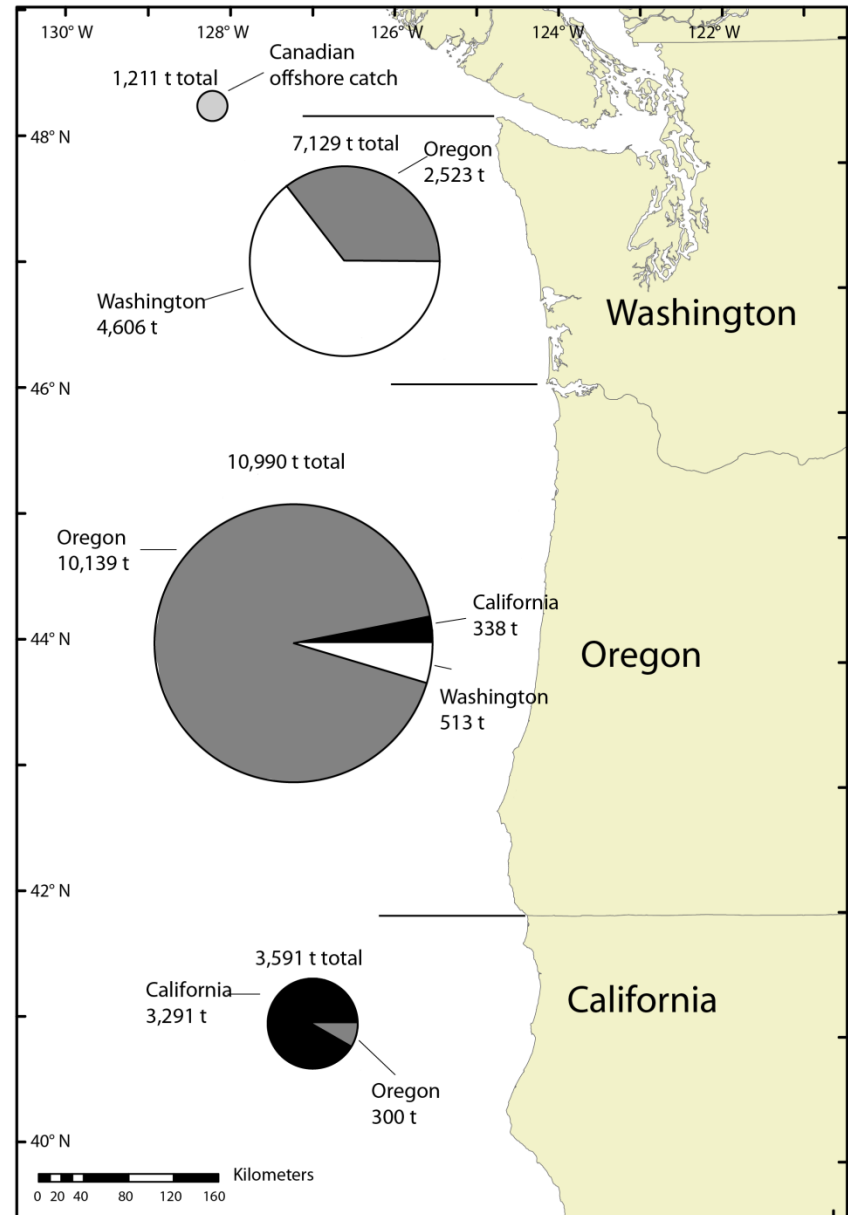 130°W 128°W 126°W 124°W 122°W
Canadian
offshore catch
1,211 t total
48° N
7,129 t total
Oregon
2,523 t
Washington
4,606 t
Washington
46° N
10,990 t total
Oregon
10,139 t
California
338 t
44° N
Oregon
Washington
513 t
42° N
3,591 t total
California
3,291 t
California
Oregon
300 t
40° N
Kilometers
0 20 40 80 120 160